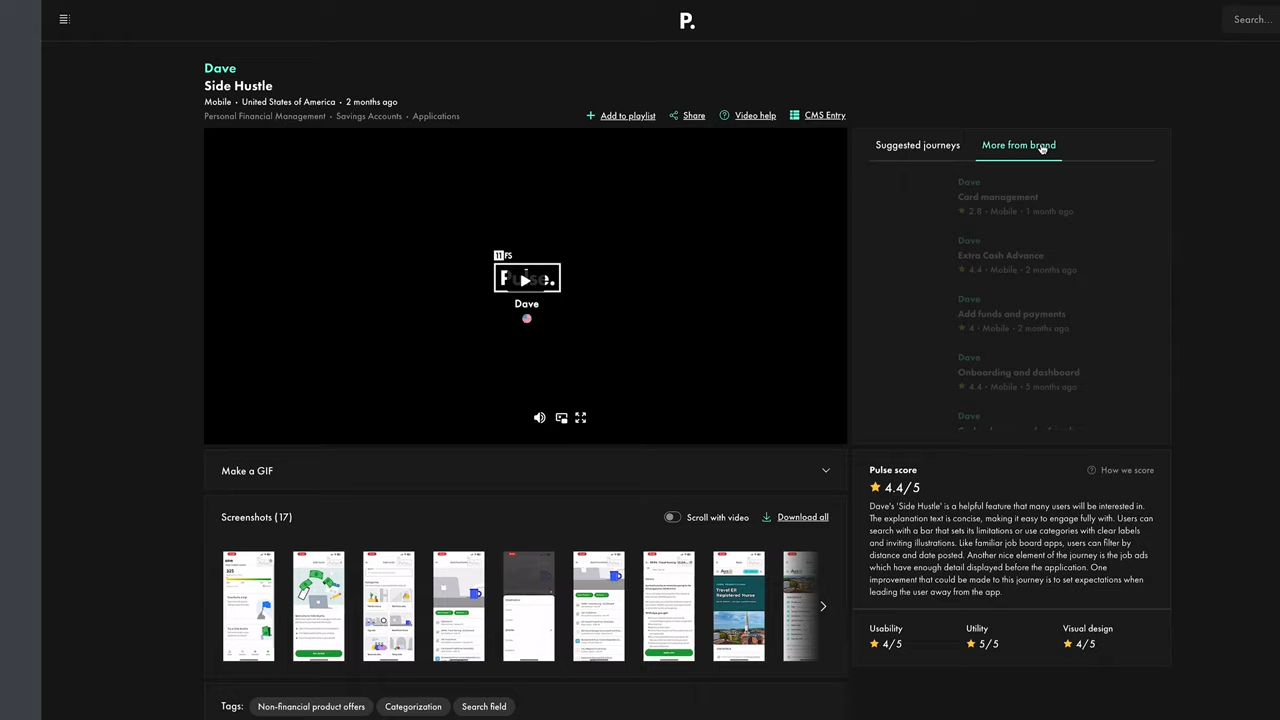 P.
Search...
Dave
Side Hustle
Mobile • United States of America • 2 months ago
Personal Financial Management • Savings Accounts • Applications
+ Add to playlist
Share
Video help
CMS Entry
Suggested journeys
More from brand
11:FS
Pulse.
Dave
Dave
Card management
2.8 • Mobile • 1 month ago
Dave
Extra Cash Advance
4.4 • Mobile • 2 months ago
Dave
Add funds and payments
4 • Mobile • 2 months ago
Dave
Onboarding and dashboard
4.4 • Mobile • 5 months ago
Dave
Make a GIF
Screenshots (17)
Scroll with video
Download all
Pulse score
How we score
4.4/5
Dave's 'Side Hustle' is a helpful feature that many users will be interested in.
The explanation text is concise, making it easy to engage fully with. Users can
search with a bar that sets its limitations or use categories with clear labels
and inviting illustrations. Like familiar job board apps, users can filter by
distance and date posted. Another nice element of the journey is the job ads
which have enough detail displayed before the application. One
improvement that could be made to this journey is to set expectations when
leading the user away from the app.
Utility
Visual
5/5
4/5
Tags:
Non-financial product offers
Categorization
Search field